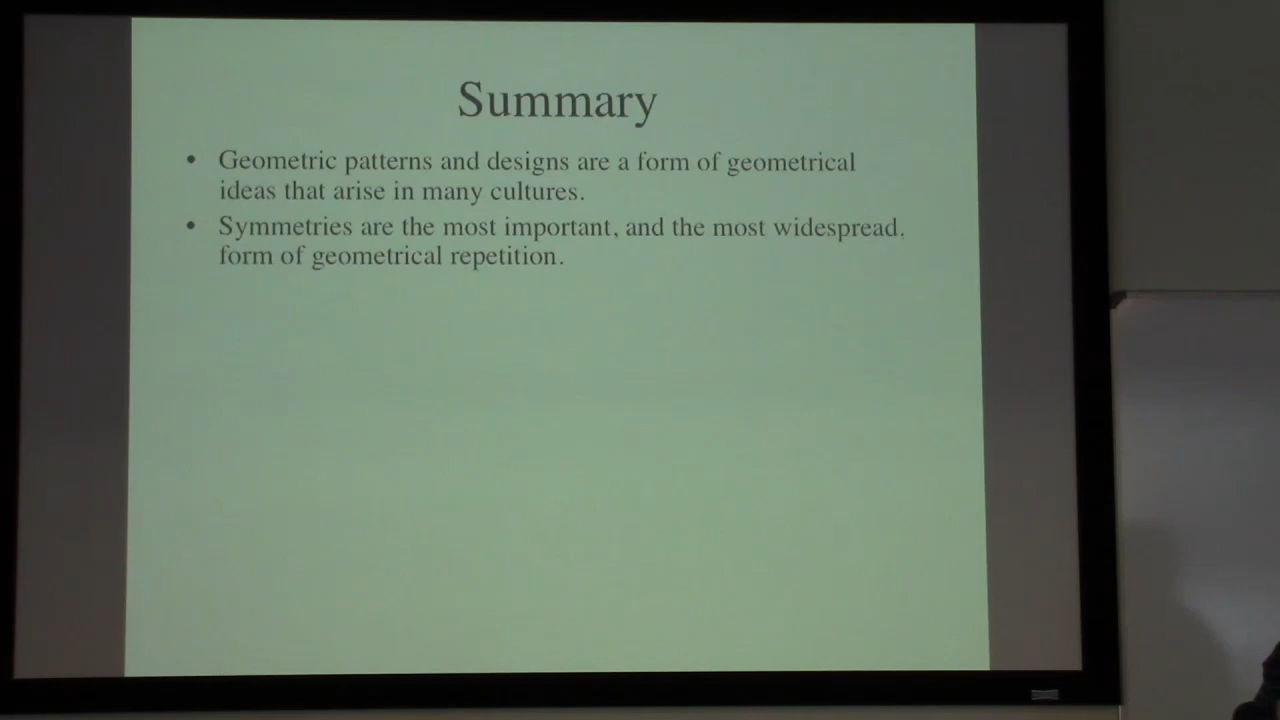 Summary
• Geometric patterns and designs are a form of geometrical
ideas that arise in many cultures.
• Symmetries are the most important, and the most widespread,
form of geometrical repetition.